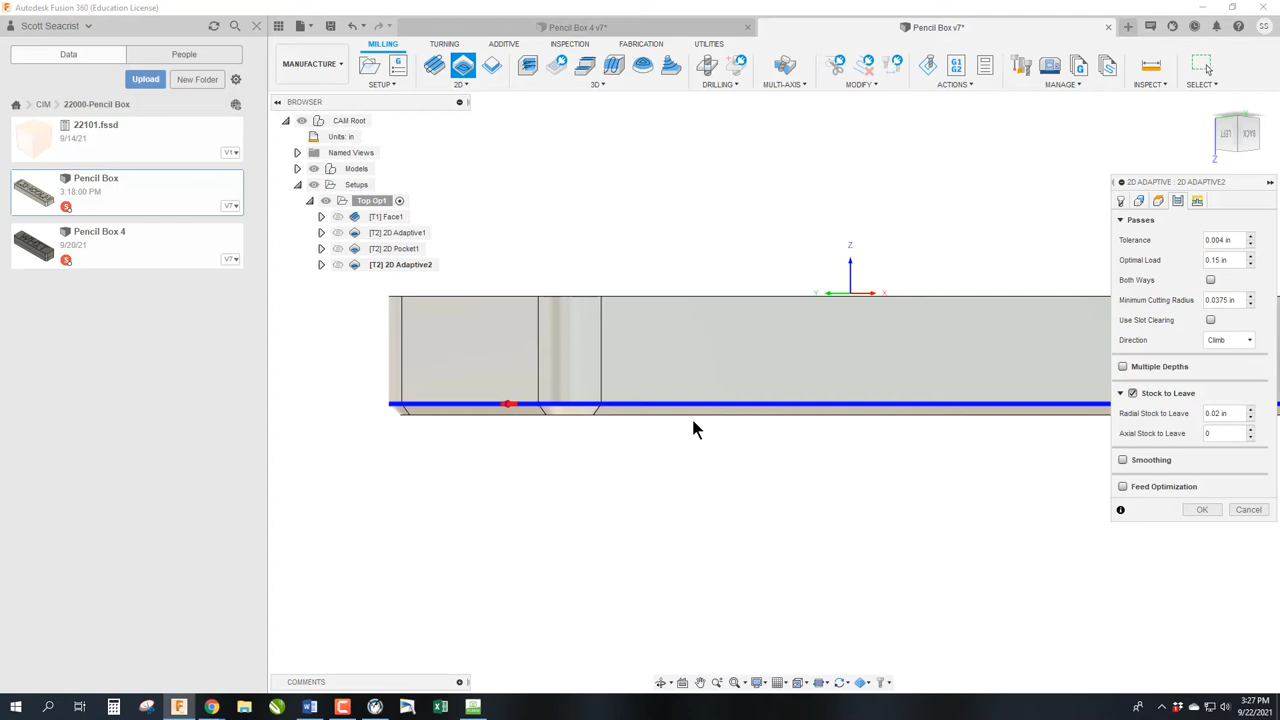 Autodesk Fusion 360 (Education License)
Scott Seacrist
Pencil Box 4 v7*
Pencil Box v7*
SS
Data
People
Upload
New Folder
CIM
22000-Pencil Box
22101.fssd
9/14/21
V1
Pencil Box
3:18:00 PM
V7
Pencil Box 4
9/20/21
V7
MILLING
TURNING
ADDITIVE
INSPECTION
FABRICATION
UTILITIES
MANUFACTURE
SETUP
2D
3D
DRILLING
MULTI-AXIS
MODIFY
ACTIONS
MANAGE
INSPECT
SELECT
BROWSER
CAM Root
Units: in
Named Views
Models
Setups
Top Op1
[T1] Face1
[T2] 2D Adaptive1
[T2] 2D Pocket1
[T2] 2D Adaptive2
Z
Y
X
LEFT
BACK
Z
2D ADAPTIVE : 2D ADAPTIVE2
Passes
Tolerance 0.004 in
Optimal Load 0.15 in
Both Ways
Minimum Cutting Radius 0.0375 in
Use Slot Clearing
Direction Climb
Multiple Depths
Stock to Leave
Radial Stock to Leave 0.02 in
Axial Stock to Leave 0
Smoothing
Feed Optimization
OK
Cancel
COMMENTS
3:27 PM
9/22/2021